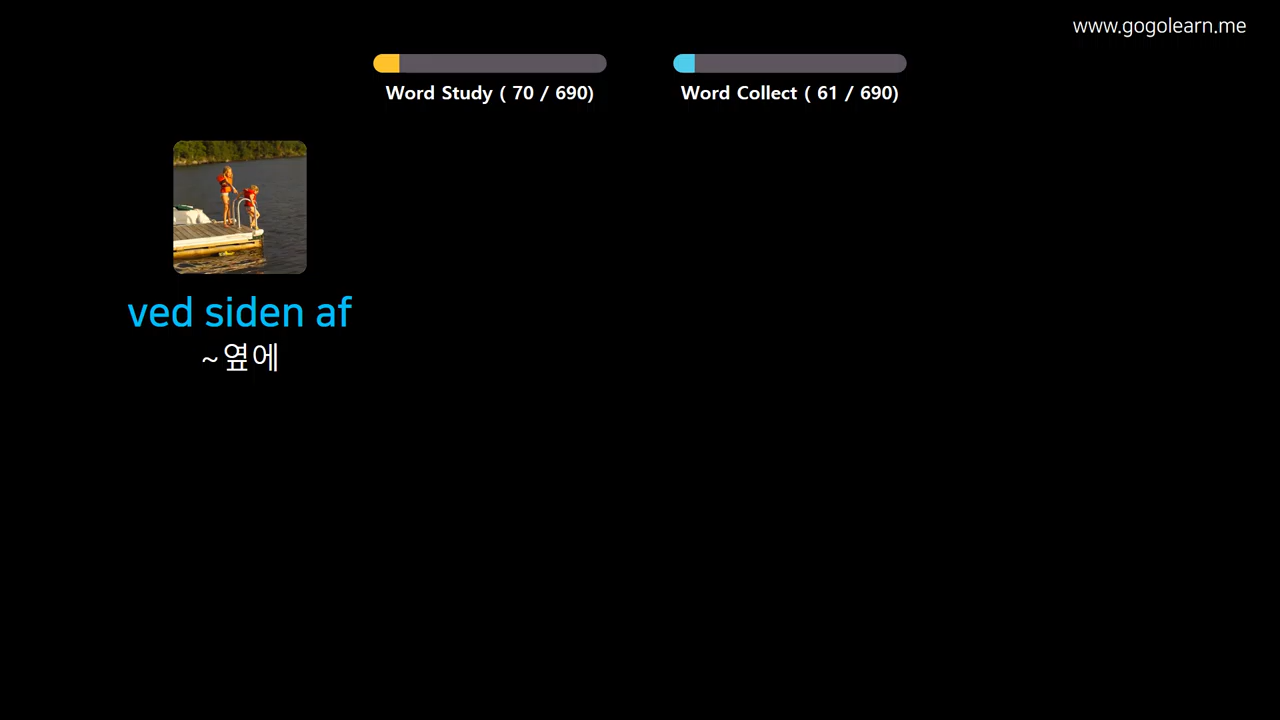 www.gogolearn.me
Word Study ( 70 / 690)
Word Collect ( 61 / 690)
ved siden af
~옆에